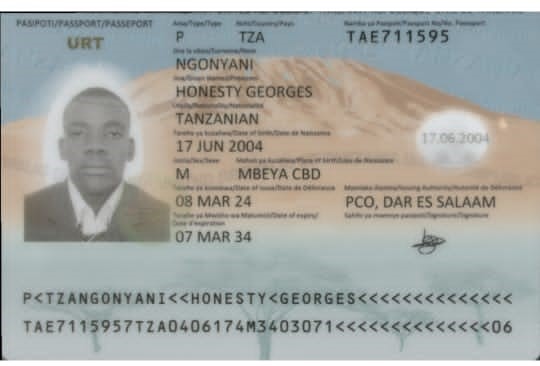 PASIPOTI/PASSPORT/PASSEPORT
URT
Aina/Type/Type Nchi/Country/Pays Namba ya Pasipoti/Passport No/No. Passeport
P TZA TAE711595
Jina la ukoo/Surname/Nom
NGONYANI
Jina/Given Names/Prénoms
HONESTY GEORGES
Uraia/Nationality/Nationalité
TANZANIAN
Tarehe ya kuzaliwa/Date of birth/Date de Naissance
17 JUN 2004
17.06.2004
Jinsi/Sex/Sexe Mahali pa kuzaliwa/Place of birth/Lieu de Naissance
M MBEYA CBD
Tarehe ya kutolewa/Date of issue/Date de Délivrance Mamlaka iliyotoa/Issuing Authority/Autorité de Délivrance
08 MAR 24 PCO, DAR ES SALAAM
Tarehe ya Mwisho wa Matumizi/Date of expiry/ Sahihi ya mwenye pasipoti/Signature/Signature
Date d'expiration
07 MAR 34
P<TZANGONYANI<<HONESTY<GEORGES<<<<<<<<<<<<<<
TAE7115957TZA0406174M3403071<<<<<<<<<<<<<<06